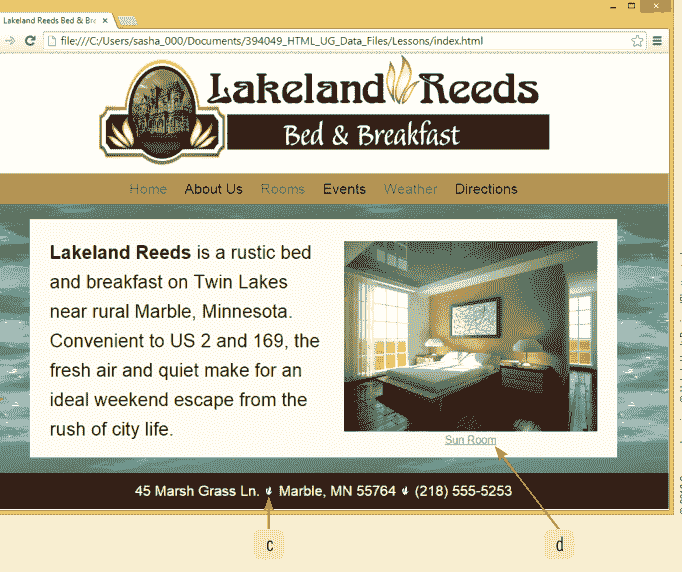 Lakeland Reeds Bed & Bre
file:///C:/Users/sasha_000/Documents/394049_HTML_UG_Data_Files/Lessons/index.html
Lakeland Reeds
Bed & Breakfast
Home About Us Rooms Events Weather Directions
Lakeland Reeds is a rustic bed
and breakfast on Twin Lakes
near rural Marble, Minnesota.
Convenient to US 2 and 169, the
fresh air and quiet make for an
ideal weekend escape from the
rush of city life.
Sun Room
45 Marsh Grass Ln. Marble, MN 55764 (218) 555-5253
c
d